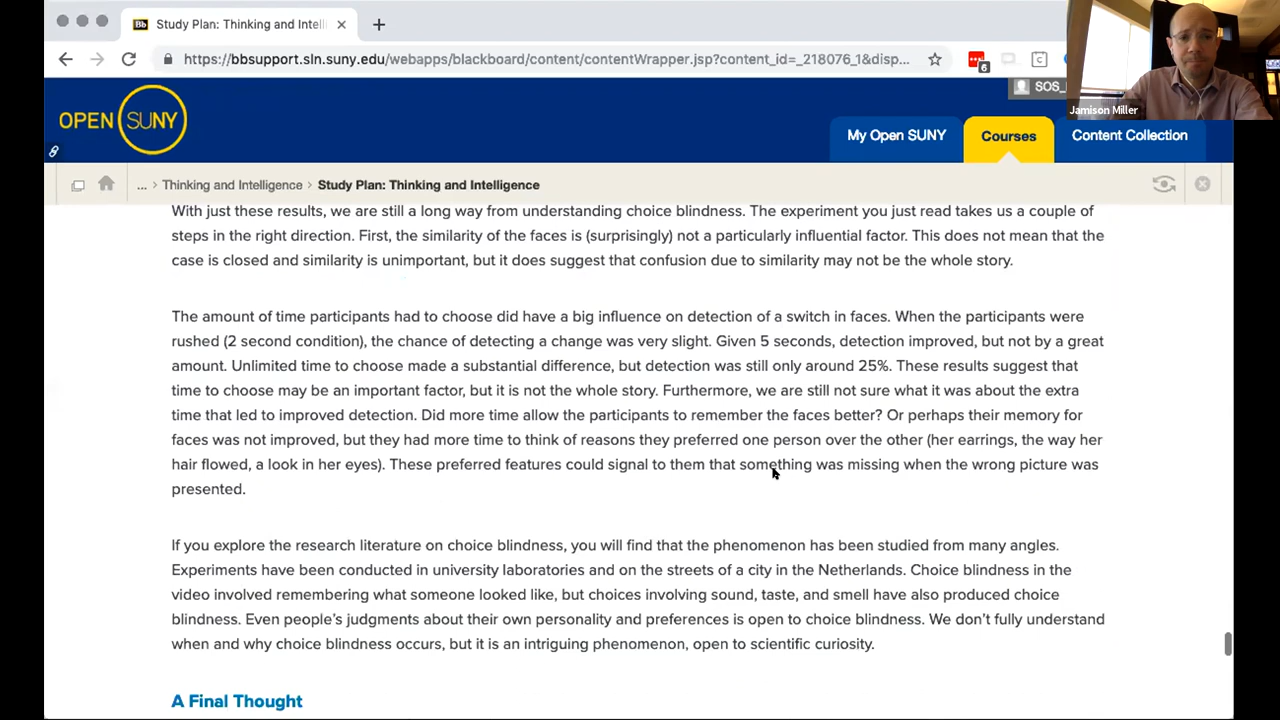 Study Plan: Thinking and Intell
https://bbsupport.sln.suny.edu/webapps/blackboard/content/contentWrapper.jsp?content_id=_218076_1&disp...
6
Jamison Miller
SOS_
OPEN SUNY
My Open SUNY
Courses
Content Collection
... > Thinking and Intelligence > Study Plan: Thinking and Intelligence
With just these results, we are still a long way from understanding choice blindness. The experiment you just read takes us a couple of
steps in the right direction. First, the similarity of the faces is (surprisingly) not a particularly influential factor. This does not mean that the
case is closed and similarity is unimportant, but it does suggest that confusion due to similarity may not be the whole story.
The amount of time participants had to choose did have a big influence on detection of a switch in faces. When the participants were
rushed (2 second condition), the chance of detecting a change was very slight. Given 5 seconds, detection improved, but not by a great
amount. Unlimited time to choose made a substantial difference, but detection was still only around 25%. These results suggest that
time to choose may be an important factor, but it is not the whole story. Furthermore, we are still not sure what it was about the extra
time that led to improved detection. Did more time allow the participants to remember the faces better? Or perhaps their memory for
faces was not improved, but they had more time to think of reasons they preferred one person over the other (her earrings, the way her
hair flowed, a look in her eyes). These preferred features could signal to them that something was missing when the wrong picture was
presented.
If you explore the research literature on choice blindness, you will find that the phenomenon has been studied from many angles.
Experiments have been conducted in university laboratories and on the streets of a city in the Netherlands. Choice blindness in the
video involved remembering what someone looked like, but choices involving sound, taste, and smell have also produced choice
blindness. Even people's judgments about their own personality and preferences is open to choice blindness. We don't fully understand
when and why choice blindness occurs, but it is an intriguing phenomenon, open to scientific curiosity.
A Final Thought